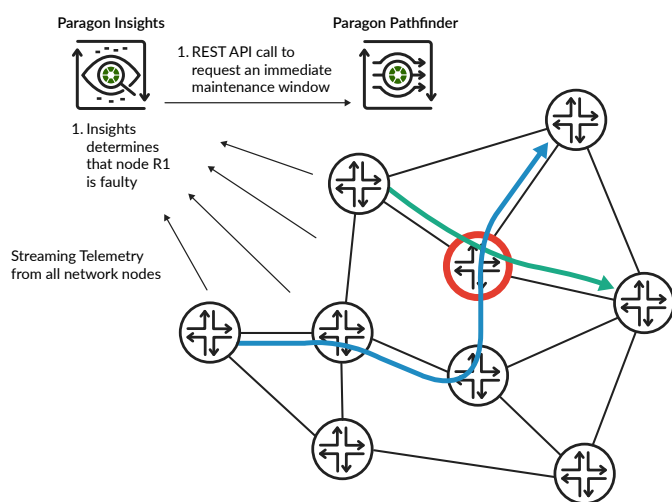 Paragon Insights
Paragon Pathfinder
1. REST API call to
request an immediate
maintenance window
1. Insights
determines
that node R1
is faulty
Streaming Telemetry
from all network nodes